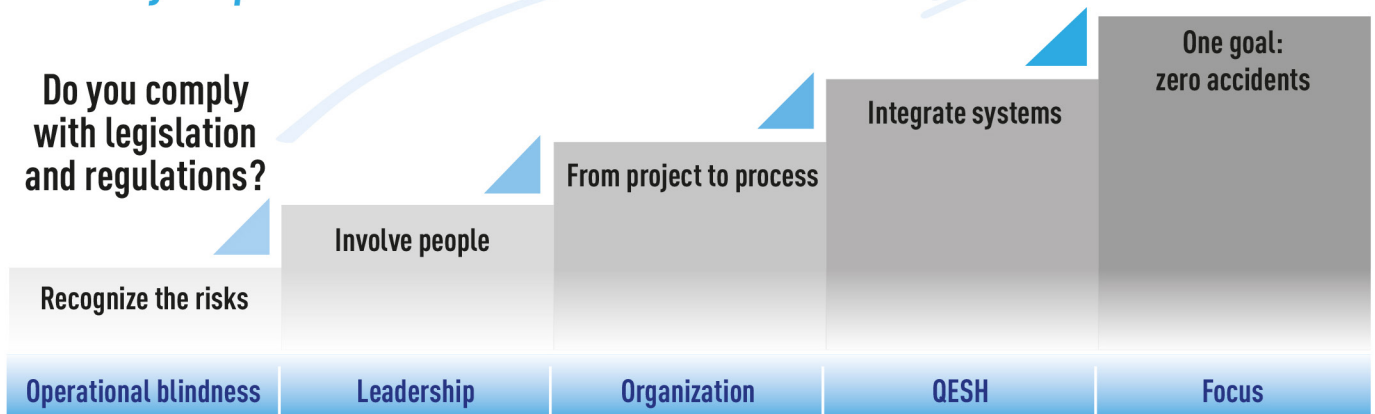 Do you comply
with legislation
and regulations?
Recognize the risks
Involve people
From project to process
Integrate systems
One goal:
zero accidents
Operational blindness
Leadership
Organization
QESH
Focus